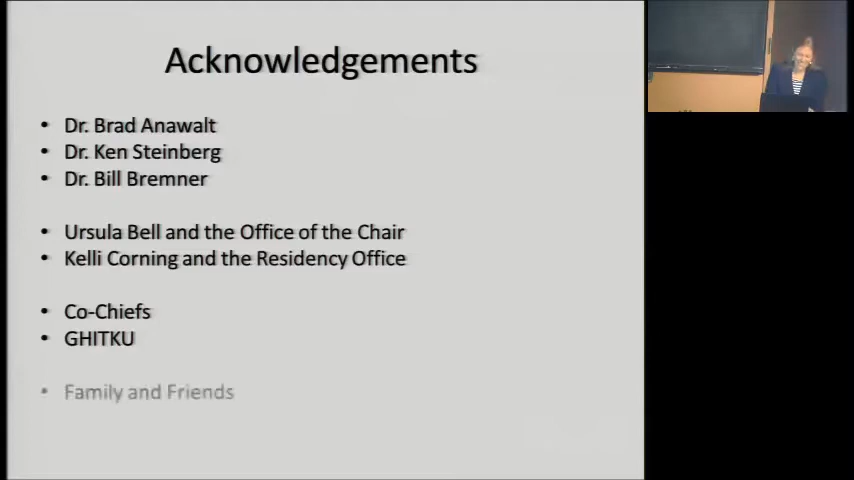 Acknowledgements
• Dr. Brad Anawalt
• Dr. Ken Steinberg
• Dr. Bill Bremner
• Ursula Bell and the Office of the Chair
• Kelli Corning and the Residency Office
• Co-Chiefs
• GHITKU
• Family and Friends